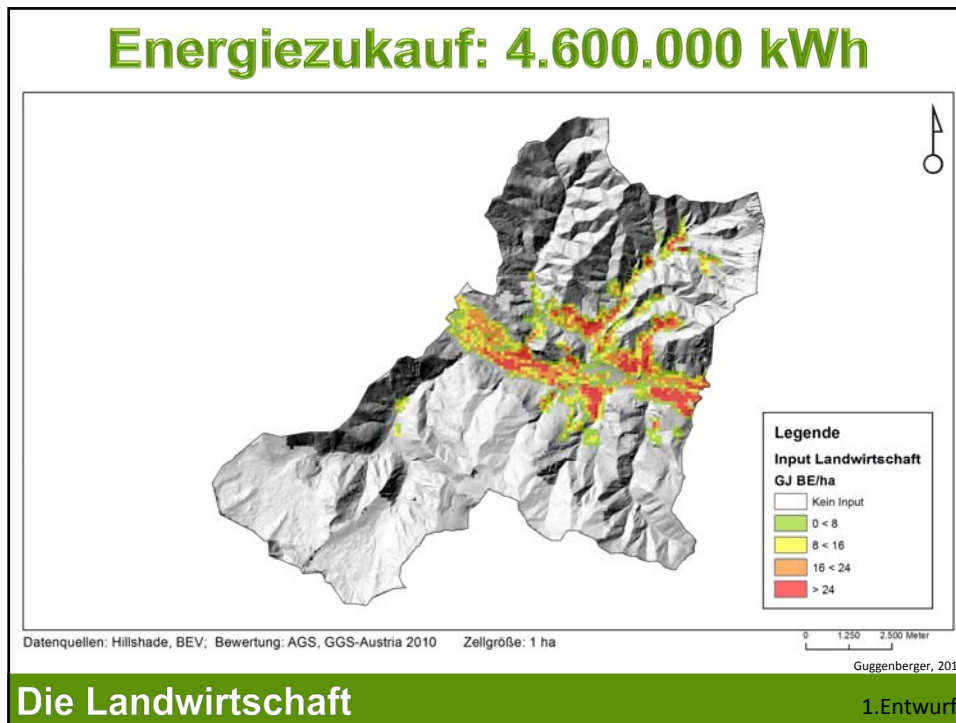 Energiezukauf: 4.600.000 kWh
Legende
Input Landwirtschaft
GJ BE/ha
Kein Input
0 < 8
8 < 16
16 < 24
> 24
Datenquellen: Hillshade, BEV; Bewertung: AGS, GGS-Austria 2010 Zellgröße: 1 ha
0 1.250 2.500 Meter
Guggenberger, 201
Die Landwirtschaft
1.Entwurf